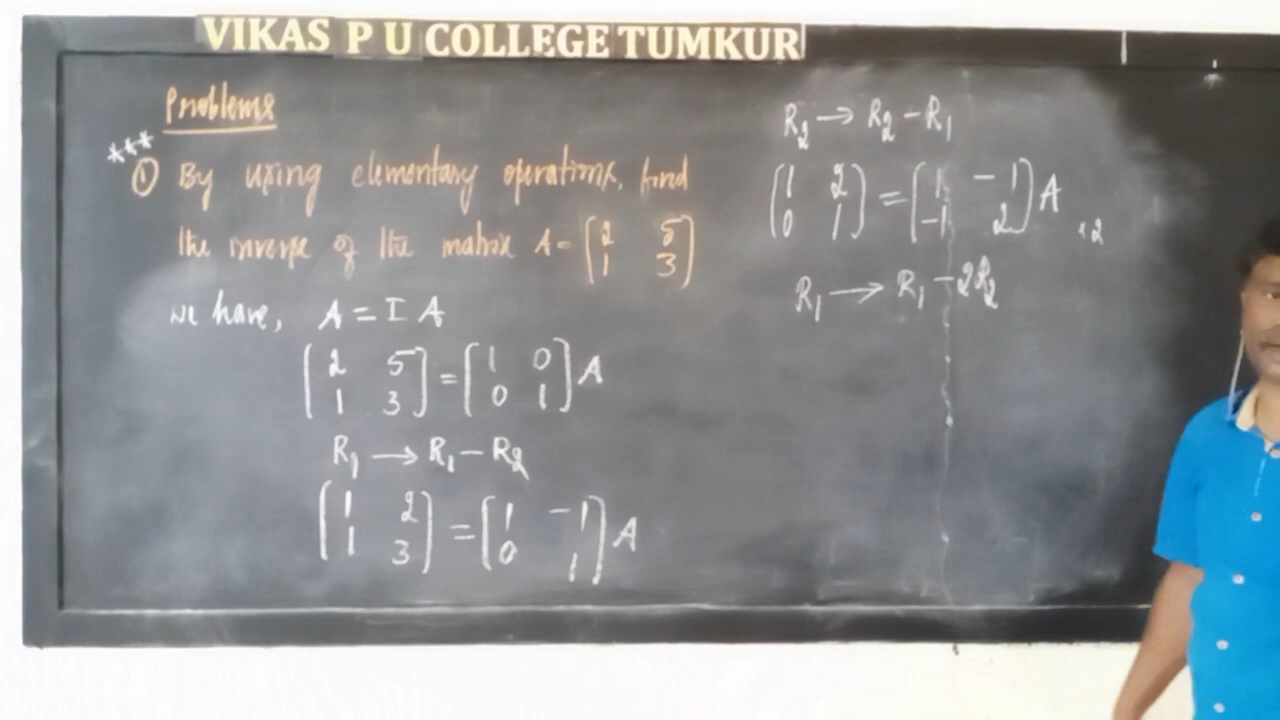 VIKAS P U COLLEGE TUMKUR
Problems
***
① By using elementary operations, find
the inverse of the matrix A = [2 5
1 3]
we have, A = I A
[2 5
1 3] = [1 0
0 1] A
R₁ → R₁ - R₂
[1 2
1 3] = [1 -1
0 1] A
R₂ → R₂ - R₁
[1 2
0 1] = [1 -1
-1 2] A
R₁ → R₁ - 2R₂